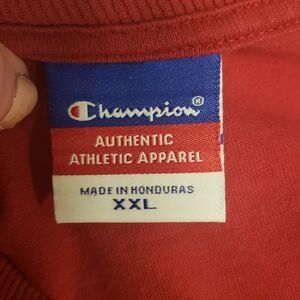 Champion®
AUTHENTIC
ATHLETIC APPAREL
MADE IN HONDURAS
XXL